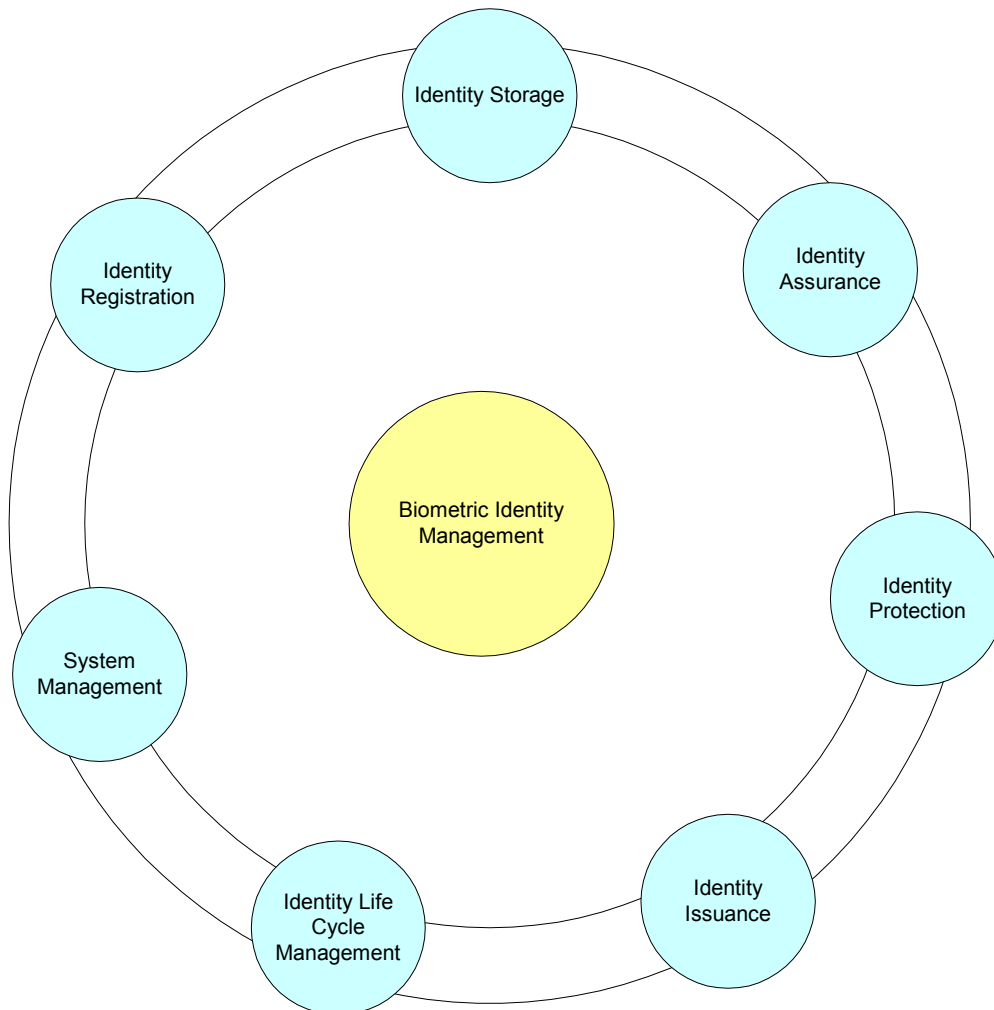 Identity Storage
Identity
Assurance
Identity
Registration
Biometric Identity
Management
Identity
Protection
System
Management
Identity
Issuance
Identity Life
Cycle
Management